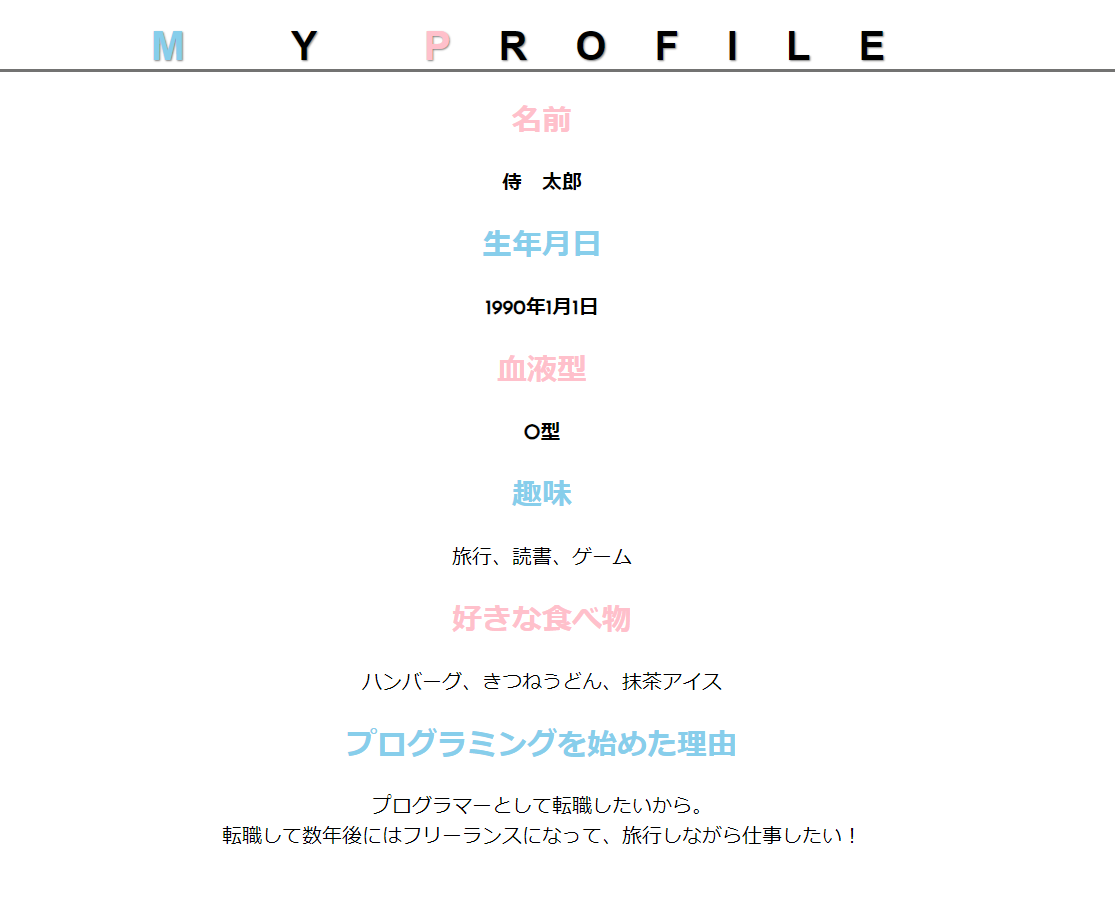 MY PROFILE
名前
侍　太郎
生年月日
1990年1月1日
血液型
O型
趣味
旅行、読書、ゲーム
好きな食べ物
ハンバーグ、きつねうどん、抹茶アイス
プログラミングを始めた理由
プログラマーとして転職したいから。
転職して数年後にはフリーランスになって、旅行しながら仕事したい！